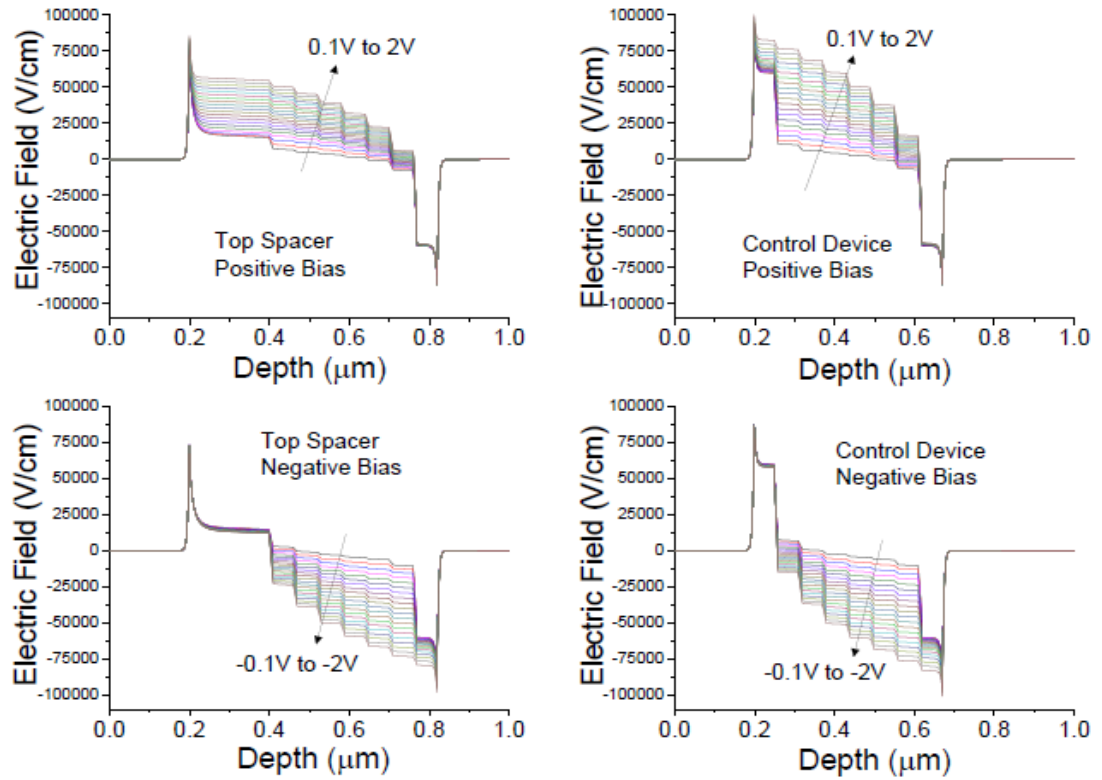 100000
75000
50000
25000
0
-25000
-50000
-75000
-100000
Electric Field (V/cm)
0.1V to 2V
Top Spacer
Positive Bias
0.0 0.2 0.4 0.6 0.8 1.0
Depth (μm)
100000
75000
50000
25000
0
-25000
-50000
-75000
-100000
Electric Field (V/cm)
0.1V to 2V
Control Device
Positive Bias
0.0 0.2 0.4 0.6 0.8 1.0
Depth (μm)
100000
75000
50000
25000
0
-25000
-50000
-75000
-100000
Electric Field (V/cm)
Top Spacer
Negative Bias
-0.1V to -2V
0.0 0.2 0.4 0.6 0.8 1.0
Depth (μm)
100000
75000
50000
25000
0
-25000
-50000
-75000
-100000
Electric Field (V/cm)
Control Device
Negative Bias
-0.1V to -2V
0.0 0.2 0.4 0.6 0.8 1.0
Depth (μm)